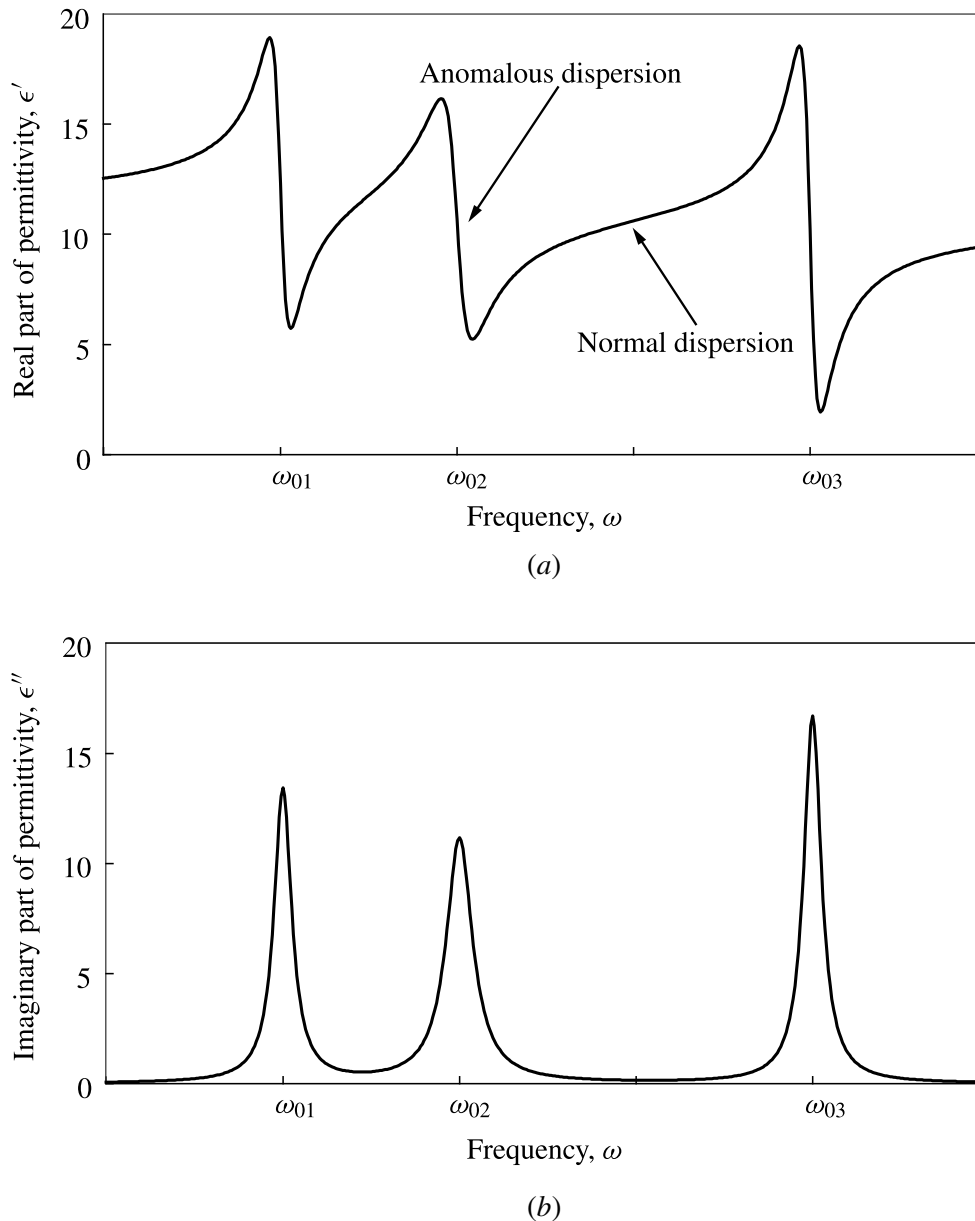 20
15
10
5
0
Real part of permittivity, ϵ′
Anomalous dispersion
Normal dispersion
ω01
ω02
ω03
Frequency, ω
(a)
20
15
10
5
0
Imaginary part of permittivity, ϵ″
ω01
ω02
ω03
Frequency, ω
(b)